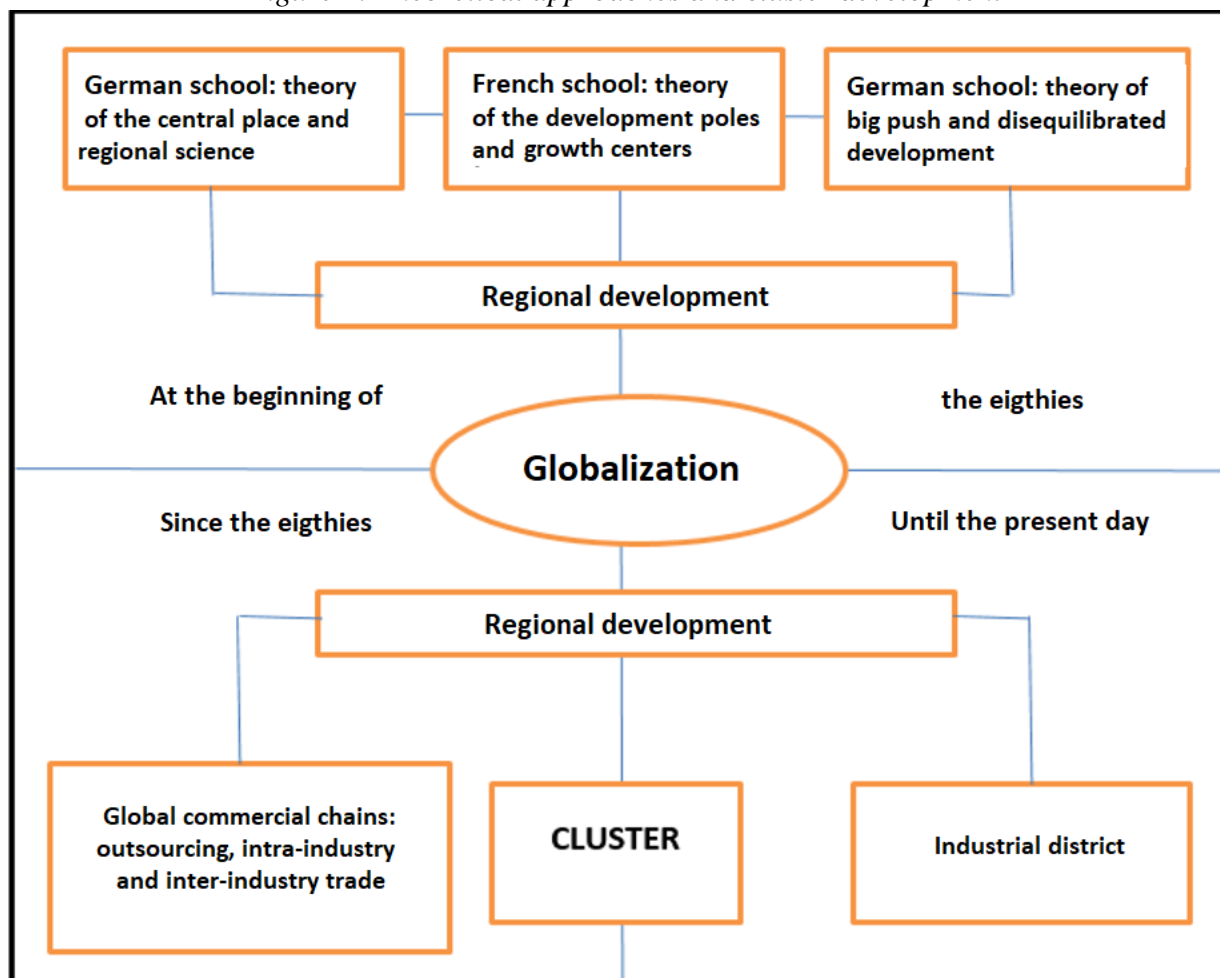 German school: theory
of the central place and
regional science
French school: theory
of the development poles
and growth centers
German school: theory of
big push and disequilibrated
development
Regional development
At the beginning of
the eigthies
Globalization
Since the eigthies
Until the present day
Regional development
Global commercial chains:
outsourcing, intra-industry
and inter-industry trade
CLUSTER
Industrial district